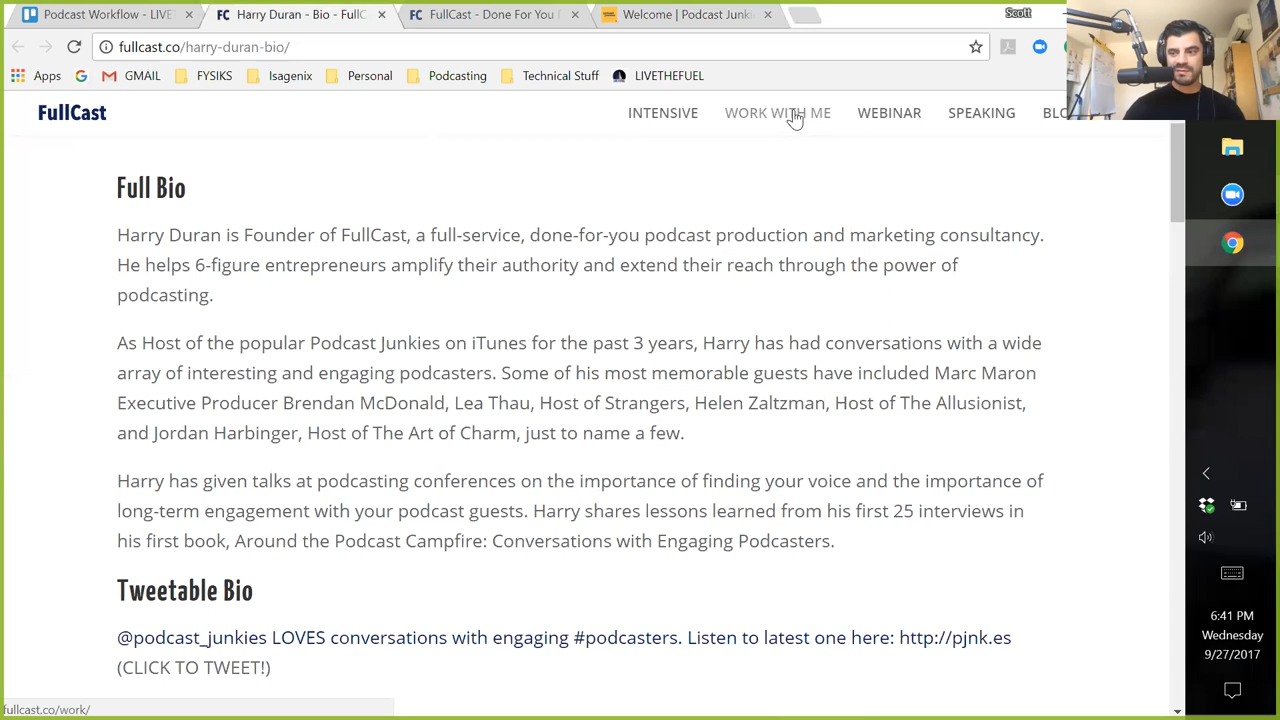 Podcast Workflow - LIVE
Harry Duran - Bio - FullC
FullCast - Done For You
Welcome | Podcast Junki
Scott
fullcast.co/harry-duran-bio/
Apps
GMAIL
FYSIKS
Isagenix
Personal
Podcasting
Technical Stuff
LIVETHEFUEL
FullCast
INTENSIVE
WORK WITH ME
WEBINAR
SPEAKING
BLO
Full Bio
Harry Duran is Founder of FullCast, a full-service, done-for-you podcast production and marketing consultancy.
He helps 6-figure entrepreneurs amplify their authority and extend their reach through the power of
podcasting.
As Host of the popular Podcast Junkies on iTunes for the past 3 years, Harry has had conversations with a wide
array of interesting and engaging podcasters. Some of his most memorable guests have included Marc Maron
Executive Producer Brendan McDonald, Lea Thau, Host of Strangers, Helen Zaltzman, Host of The Allusionist,
and Jordan Harbinger, Host of The Art of Charm, just to name a few.
Harry has given talks at podcasting conferences on the importance of finding your voice and the importance of
long-term engagement with your podcast guests. Harry shares lessons learned from his first 25 interviews in
his first book, Around the Podcast Campfire: Conversations with Engaging Podcasters.
Tweetable Bio
@podcast_junkies LOVES conversations with engaging #podcasters. Listen to latest one here: http://pjnk.es
(CLICK TO TWEET!)
fullcast.co/work/
6:41 PM
Wednesday
9/27/2017